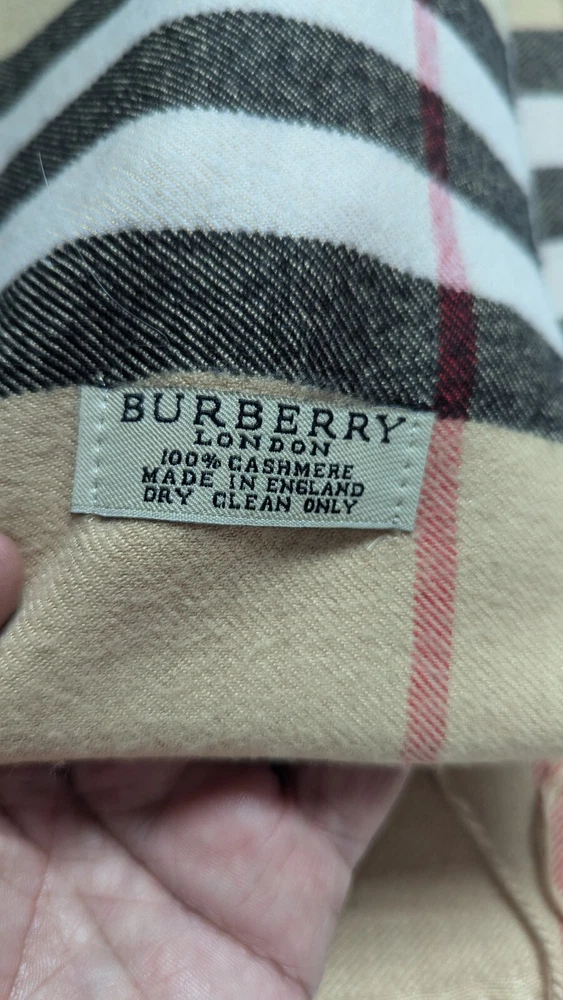 BURBERRY
LONDON
100% CASHMERE
MADE IN ENGLAND
DRY CLEAN ONLY